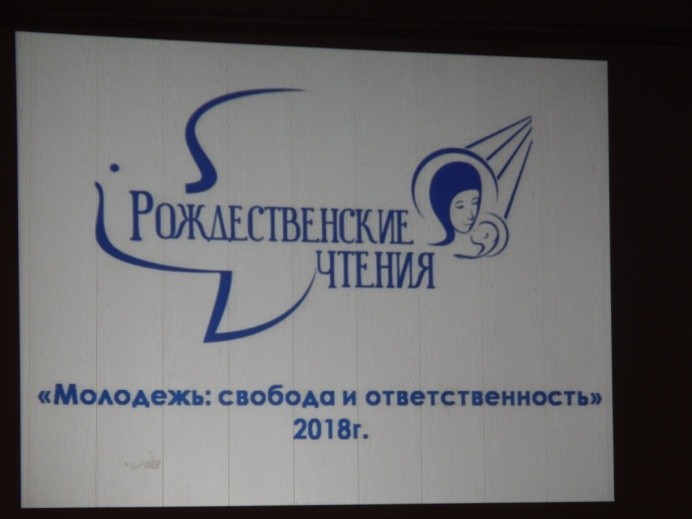 РОЖДЕСТВЕНСКИЕ
ЧТЕНИЯ
«Молодежь: свобода и ответственность»
2018г.